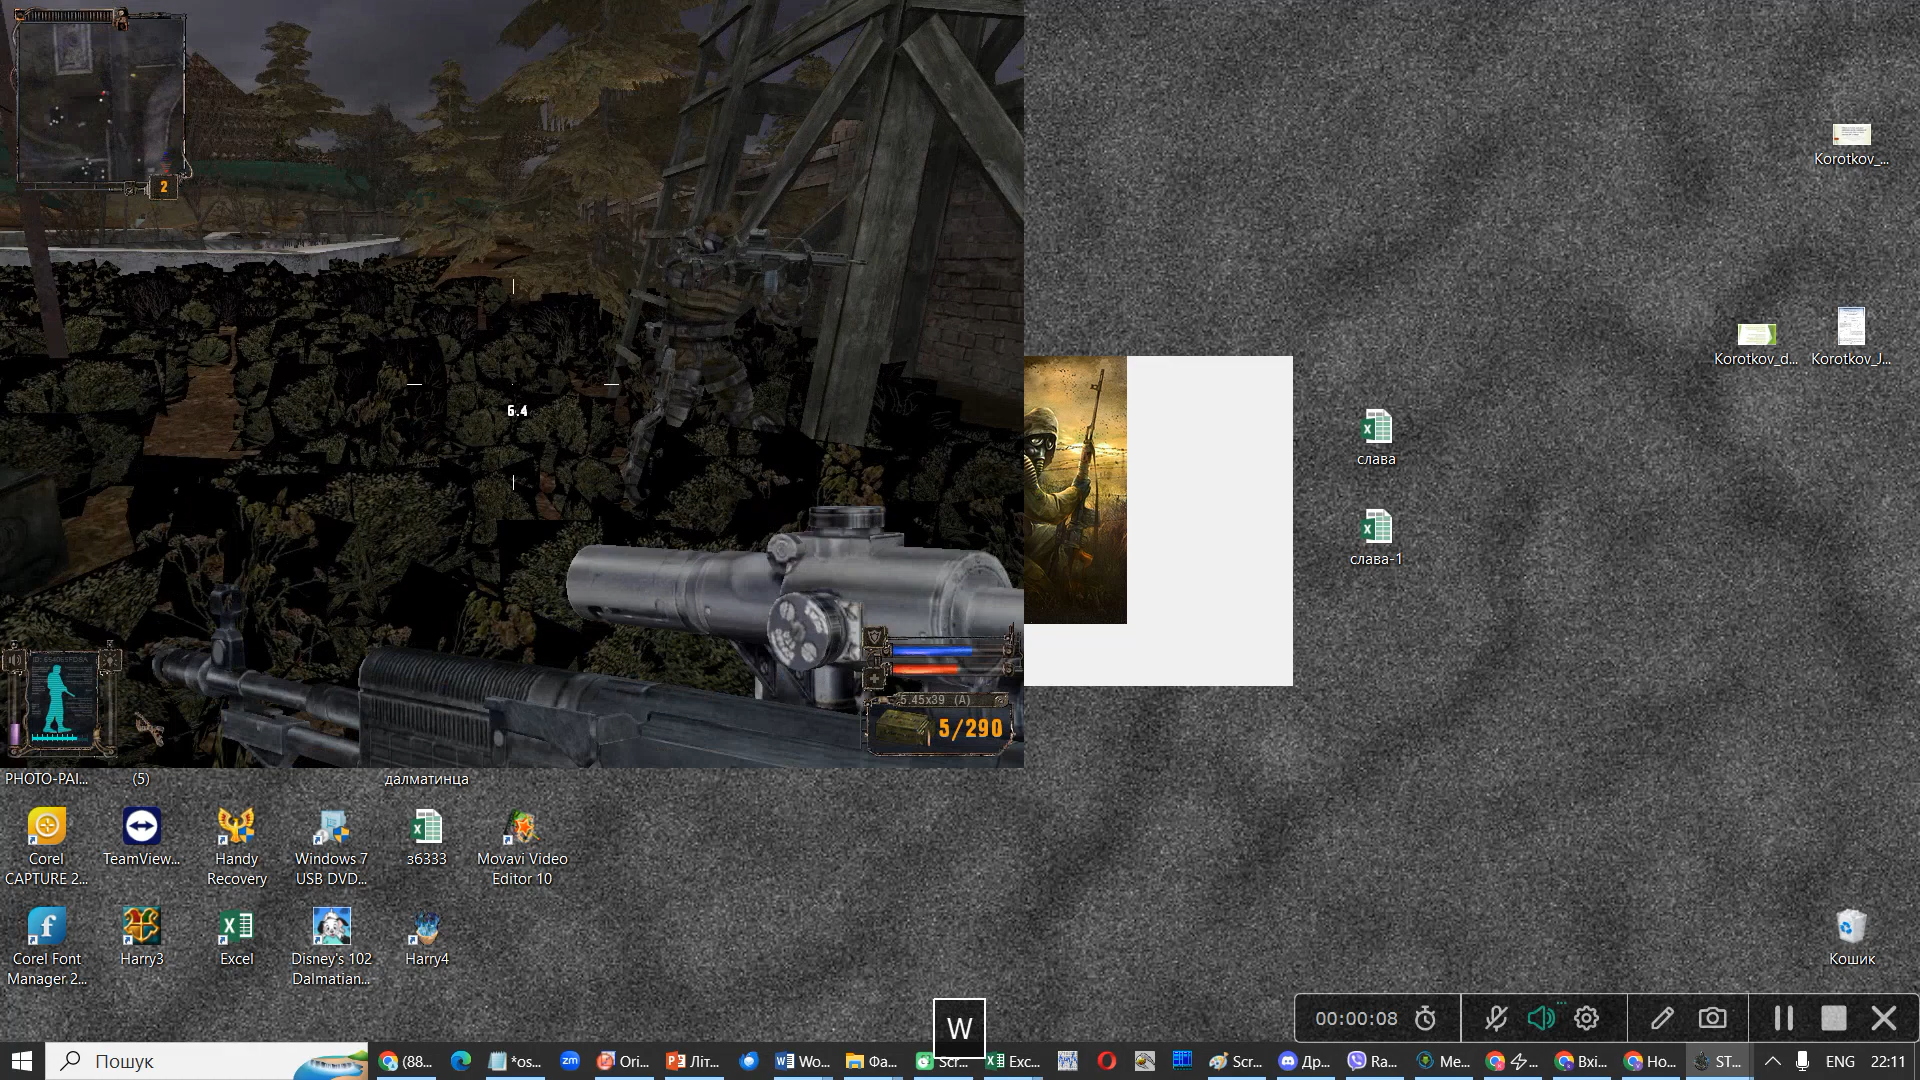 2
6.4
5.45x39 (A)
5/290
Korotkov_...
Korotkov_d...
Korotkov_J...
слава
слава-1
PHOTO-PAI...
(5)
далматинца
Corel
CAPTURE 2...
TeamView...
Handy
Recovery
Windows 7
USB DVD...
з6333
Movavi Video
Editor 10
Corel Font
Manager 2...
Harry3
Excel
Disney's 102
Dalmatian...
Harry4
Кошик
W
00:00:08
Пошук
(88...
*os...
zm
Ori...
Літ...
Wo...
Фа...
Scr...
Exc...
Scr...
Др...
Ra...
Me...
Вхі...
Но...
ST...
ENG
22:11